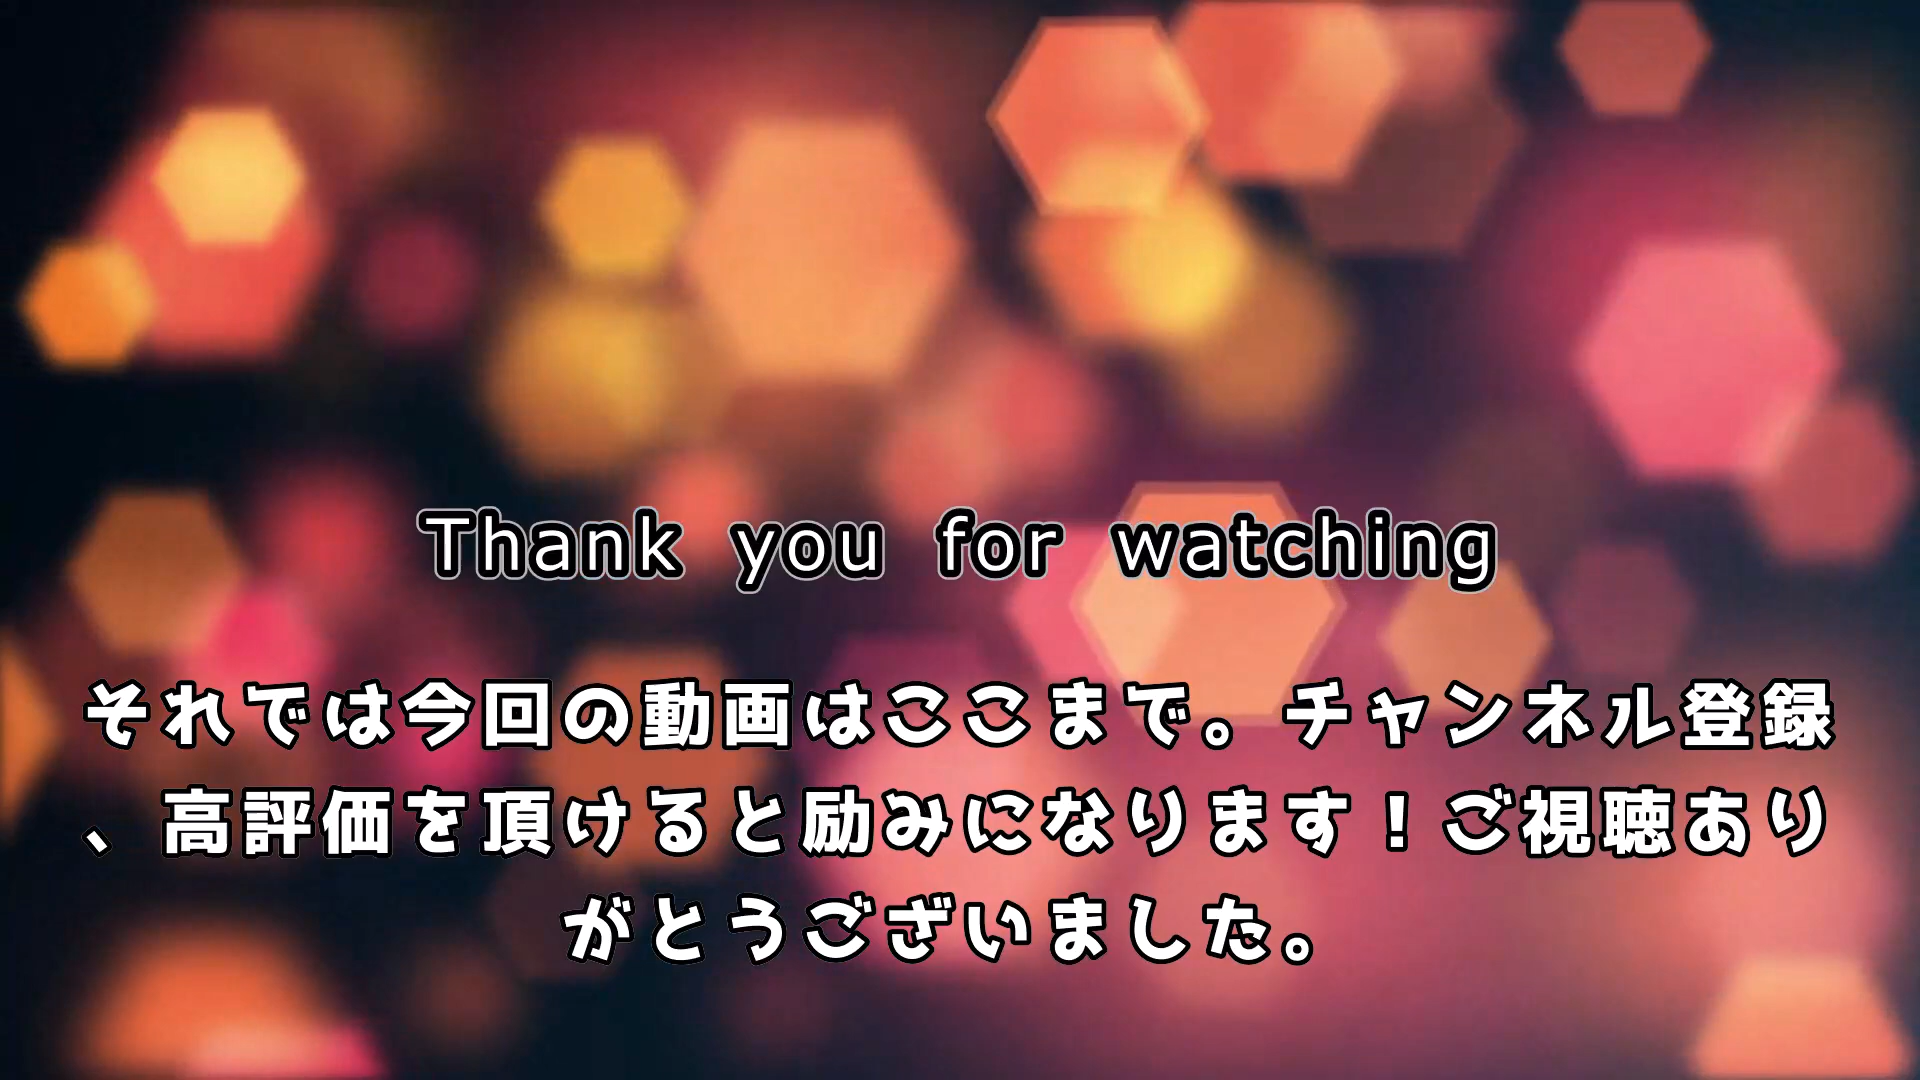 Thank you for watching
それでは今回の動画はここまで。チャンネル登録
、高評価を頂けると励みになります！ご視聴あり
がとうございました。